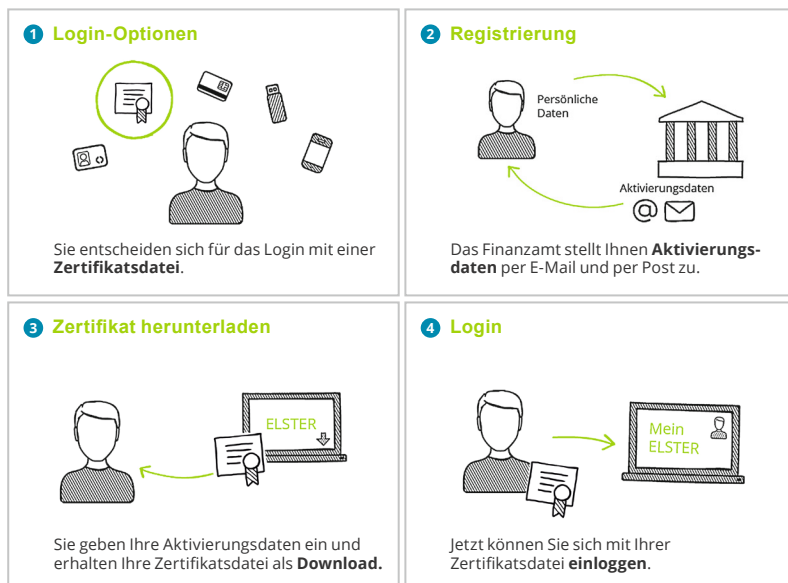 1 Login-Optionen
Sie entscheiden sich für das Login mit einer
Zertifikatsdatei.
2 Registrierung
Persönliche
Daten
Aktivierungsdaten
@
Das Finanzamt stellt Ihnen Aktivierungs-
daten per E-Mail und per Post zu.
3 Zertifikat herunterladen
ELSTER
Sie geben Ihre Aktivierungsdaten ein und
erhalten Ihre Zertifikatsdatei als Download.
4 Login
Mein
ELSTER
Jetzt können Sie sich mit Ihrer
Zertifikatsdatei einloggen.